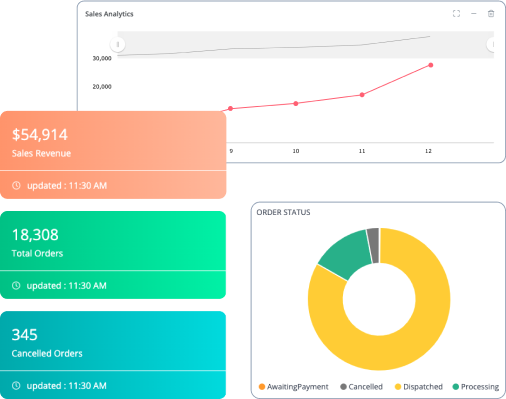 Sales Analytics
30,000
20,000
9 10 11 12
$54,914
Sales Revenue
updated : 11:30 AM
18,308
Total Orders
updated : 11:30 AM
345
Cancelled Orders
updated : 11:30 AM
ORDER STATUS
AwaitingPayment Cancelled Dispatched Processing